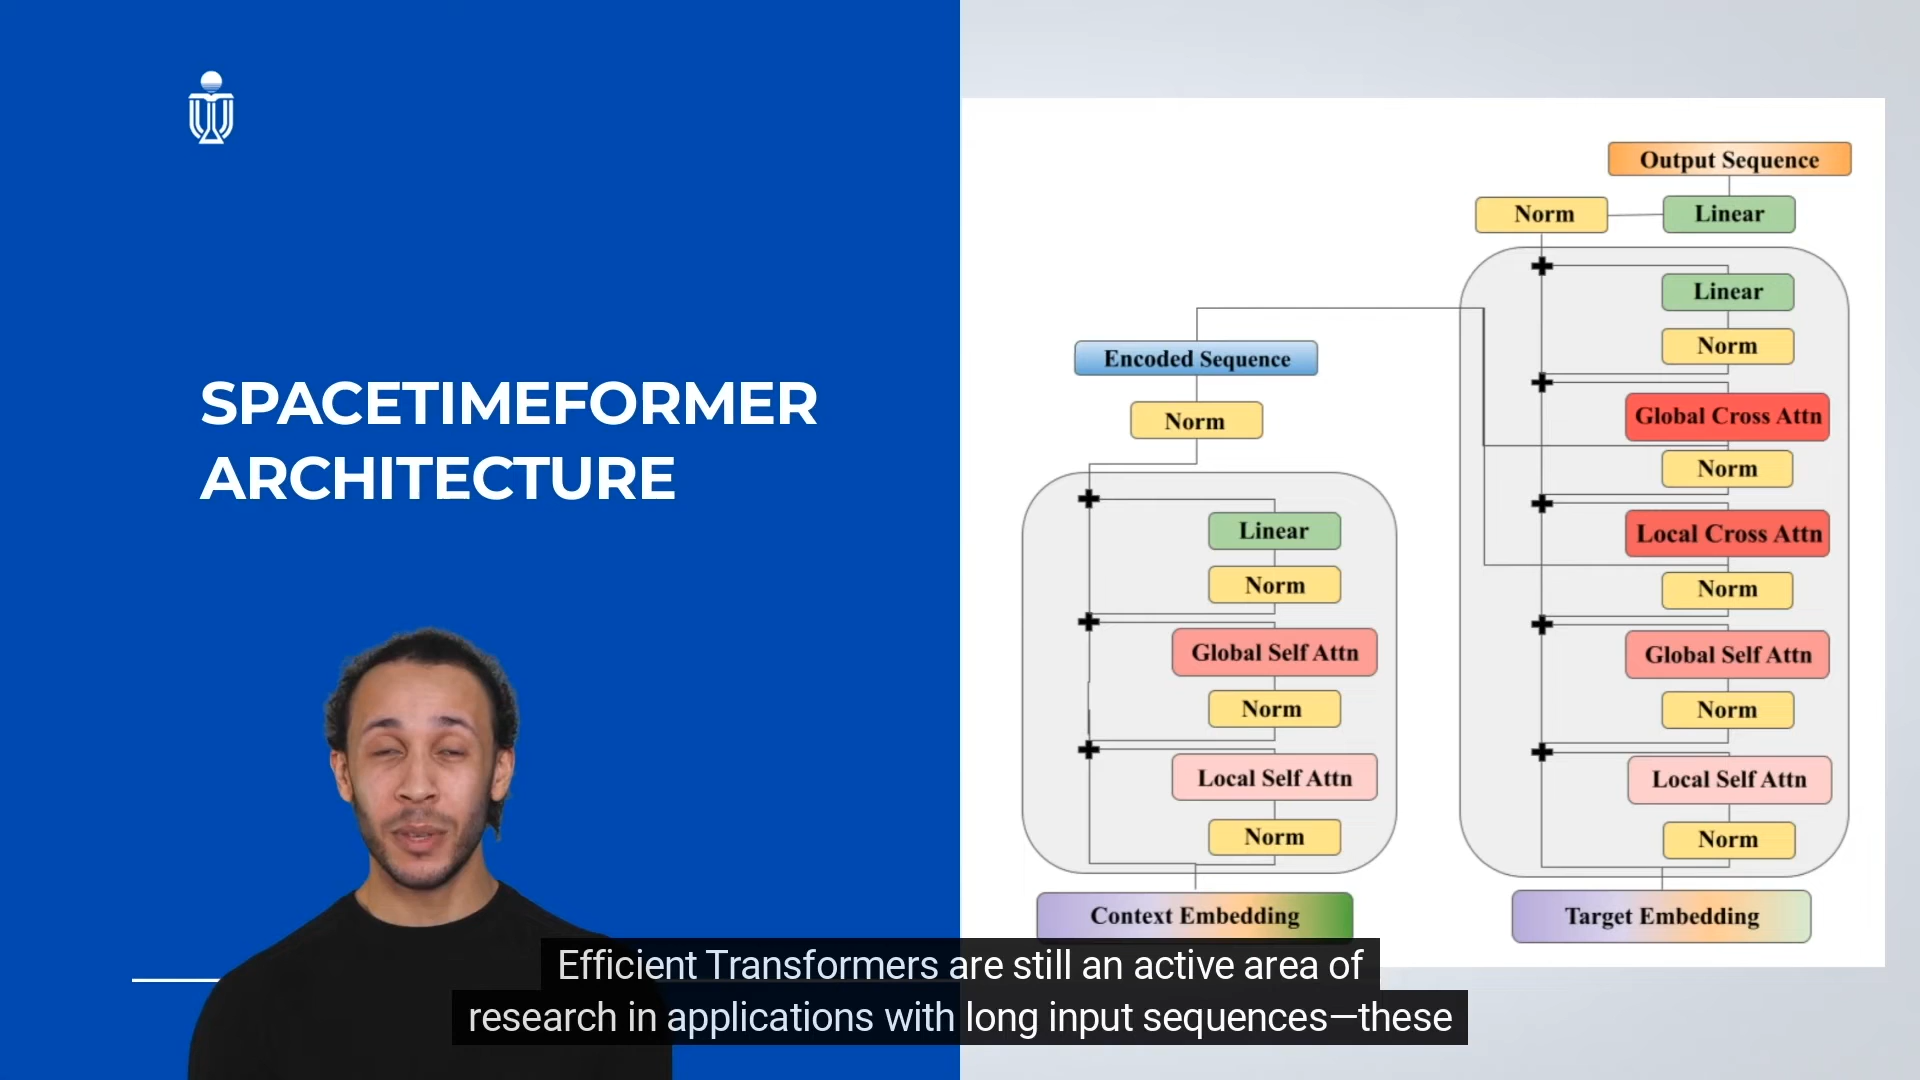 SPACETIMEFORMER
ARCHITECTURE
Output Sequence
Norm
Linear
Linear
Norm
Global Cross Attn
Norm
Local Cross Attn
Norm
Global Self Attn
Norm
Local Self Attn
Norm
Target Embedding
Encoded Sequence
Norm
Linear
Norm
Global Self Attn
Norm
Local Self Attn
Norm
Context Embedding
Efficient Transformers are still an active area of
research in applications with long input sequences—these